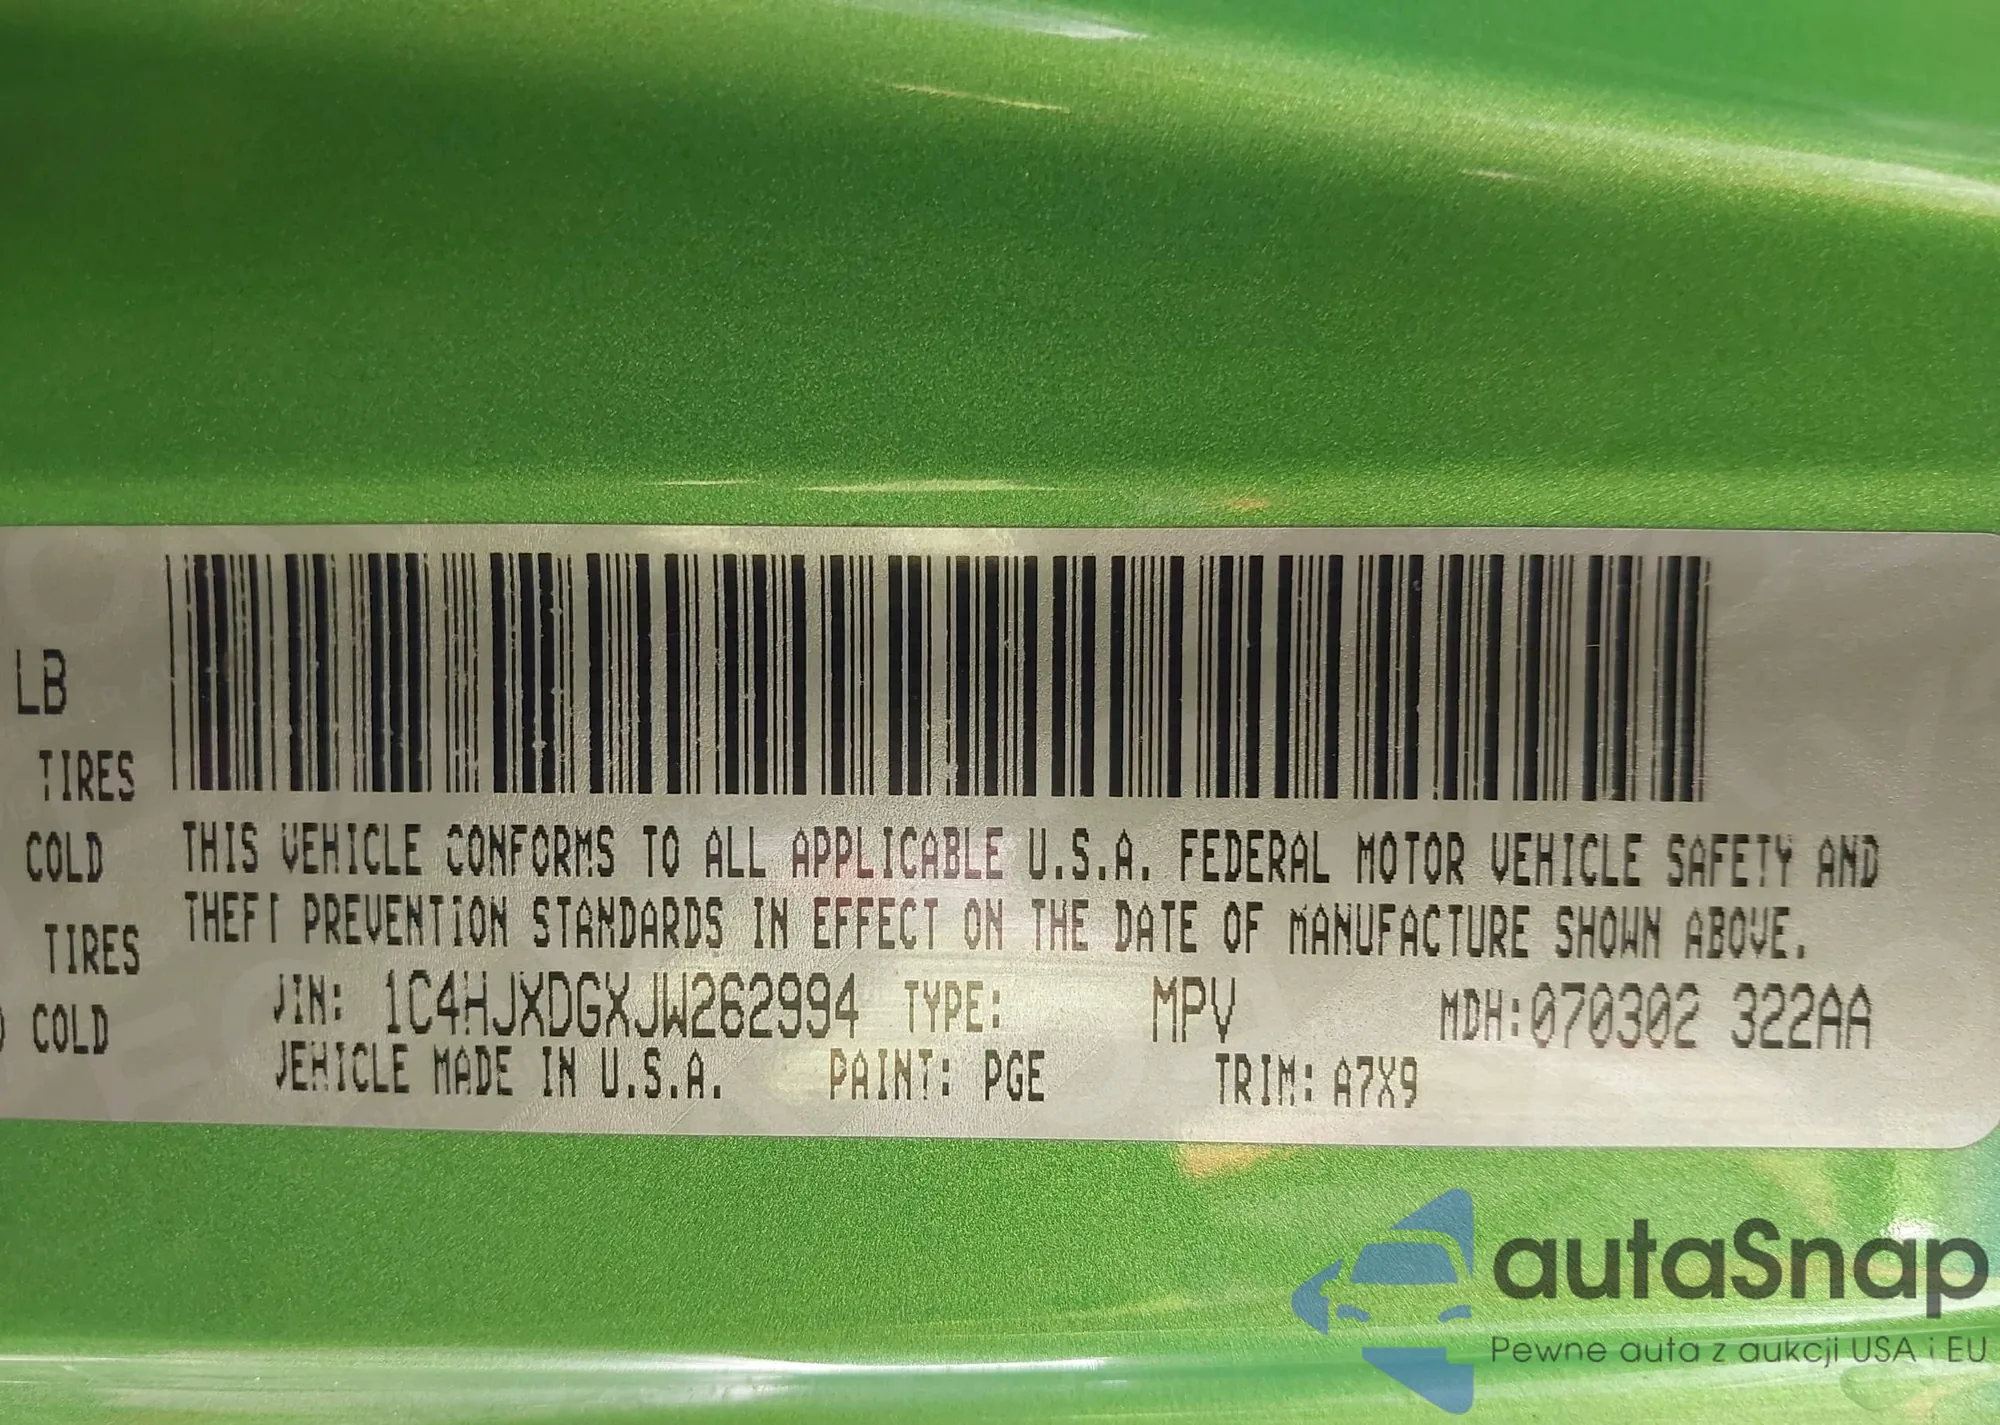 LB
TIRES
COLD
TIRES
COLD
THIS VEHICLE CONFORMS TO ALL APPLICABLE U.S.A. FEDERAL MOTOR VEHICLE SAFETY AND
THEFT PREVENTION STANDARDS IN EFFECT ON THE DATE OF MANUFACTURE SHOWN ABOVE.
VIN: 1C4HJXDGXJW262994 TYPE: MPV MDH:070302 322AA
VEHICLE MADE IN U.S.A. PAINT: PGE TRIM: A7X9
autaSnap
Pewne auta z aukcji USA i EU